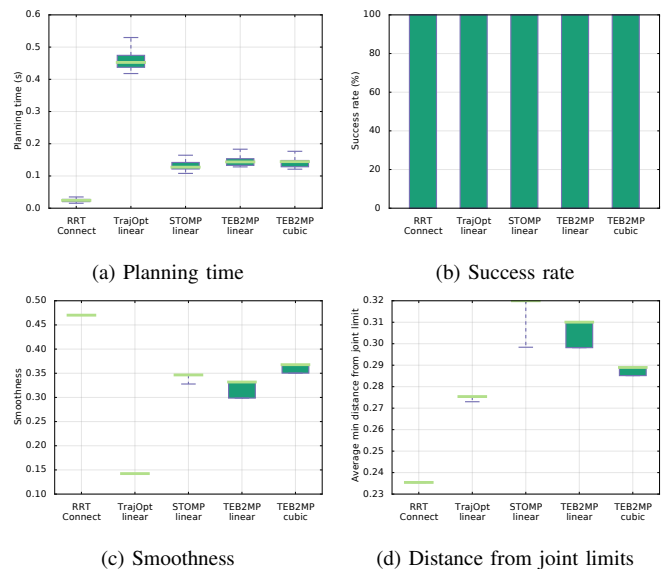 Planning time (s)
0.6
0.5
0.4
0.3
0.2
0.1
0.0
RRT Connect
TrajOpt linear
STOMP linear
TEB2MP linear
TEB2MP cubic
(a) Planning time
Success rate (%)
100
80
60
40
20
0
RRT Connect
TrajOpt linear
STOMP linear
TEB2MP linear
TEB2MP cubic
(b) Success rate
Smoothness
0.50
0.45
0.40
0.35
0.30
0.25
0.20
0.15
0.10
RRT Connect
TrajOpt linear
STOMP linear
TEB2MP linear
TEB2MP cubic
(c) Smoothness
Average min distance from joint limit
0.32
0.31
0.30
0.29
0.28
0.27
0.26
0.25
0.24
0.23
RRT Connect
TrajOpt linear
STOMP linear
TEB2MP linear
TEB2MP cubic
(d) Distance from joint limits